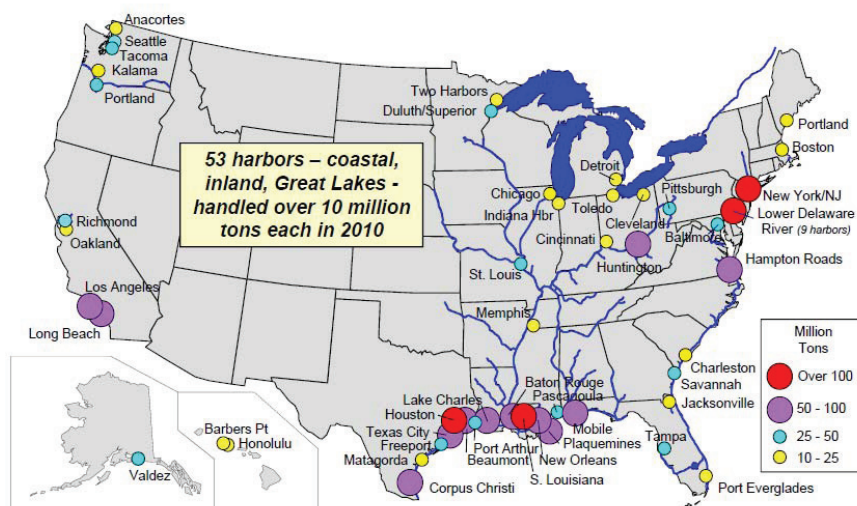 Anacortes
Seattle
Tacoma
Kalama
Portland
Two Harbors
Duluth/Superior
53 harbors – coastal,
inland, Great Lakes -
handled over 10 million
tons each in 2010
Portland
Boston
Detroit
Chicago
Indiana Hbr
Toledo
Cleveland
Pittsburgh
New York/NJ
Lower Delaware
River (9 harbors)
Baltimore
Cincinnati
Huntington
Hampton Roads
Richmond
Oakland
St. Louis
Los Angeles
Long Beach
Memphis
Charleston
Savannah
Jacksonville
Baton Rouge
Pascadoula
Lake Charles
Houston
Texas City
Freeport
Matagorda
Corpus Christi
Port Arthur
Beaumont
Mobile
Plaquemines
New Orleans
S. Louisiana
Tampa
Port Everglades
Barbers Pt
Honolulu
Valdez
Million
Tons
Over 100
50 - 100
25 - 50
10 - 25